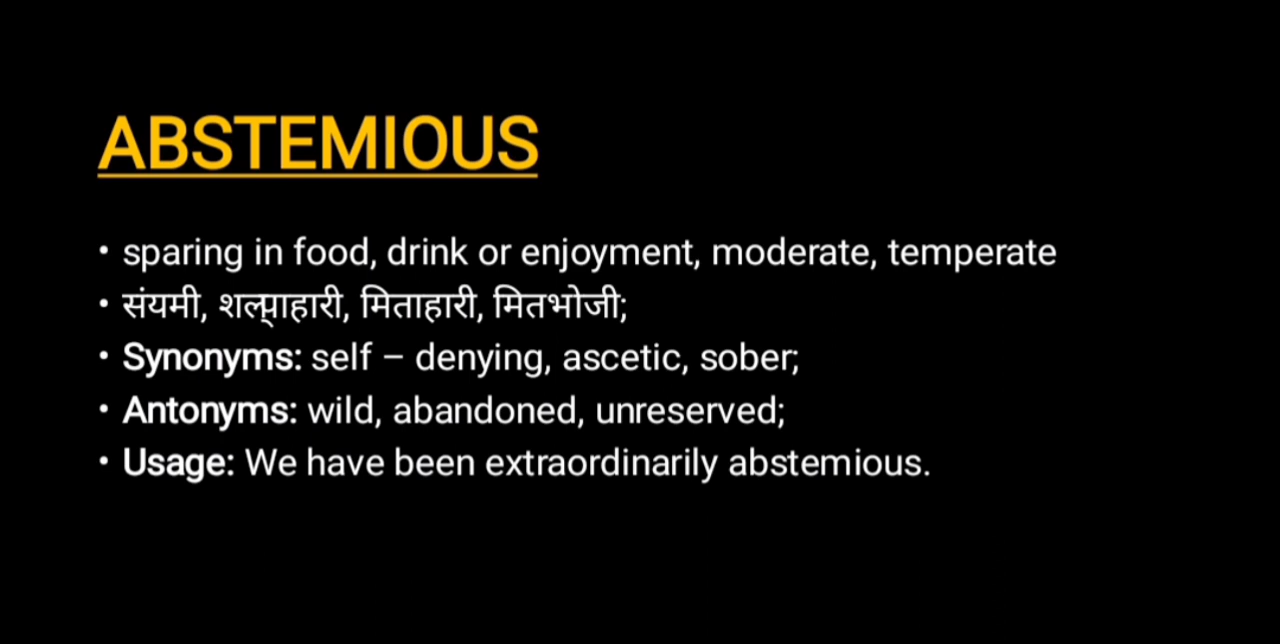 ABSTEMIOUS
• sparing in food, drink or enjoyment, moderate, temperate
• संयमी, शल्प्राहारी, मिताहारी, मितभोजी;
• Synonyms: self – denying, ascetic, sober;
• Antonyms: wild, abandoned, unreserved;
• Usage: We have been extraordinarily abstemious.